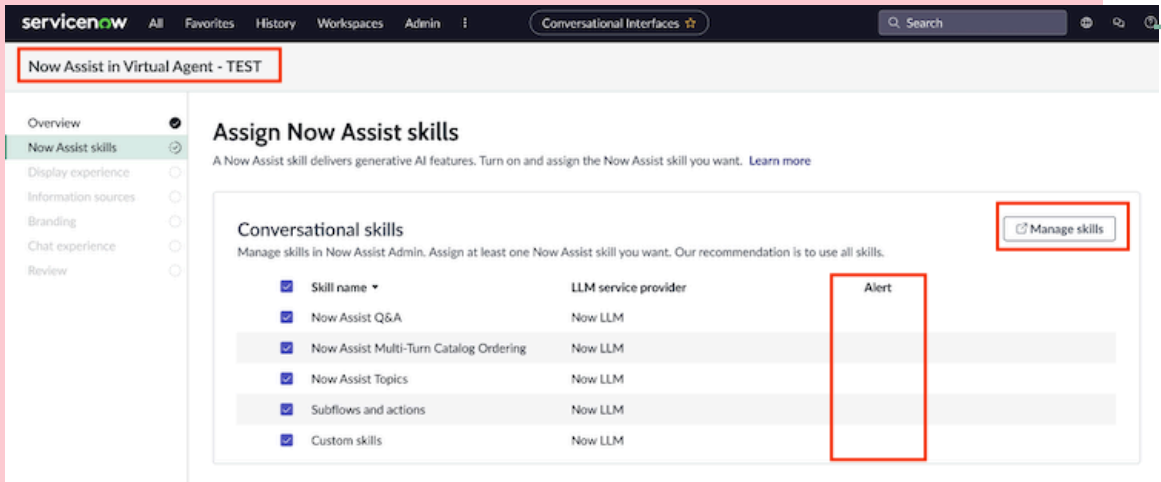 servicenow All Favorites History Workspaces Admin Conversational Interfaces Search
Now Assist in Virtual Agent - TEST
Overview
Now Assist skills
Display experience
Information sources
Branding
Chat experience
Review
Assign Now Assist skills
A Now Assist skill delivers generative AI features. Turn on and assign the Now Assist skill you want. Learn more
Conversational skills
Manage skills
Manage skills in Now Assist Admin. Assign at least one Now Assist skill you want. Our recommendation is to use all skills.
Skill name LLM service provider Alert
Now Assist Q&A Now LLM
Now Assist Multi-Turn Catalog Ordering Now LLM
Now Assist Topics Now LLM
Subflows and actions Now LLM
Custom skills Now LLM